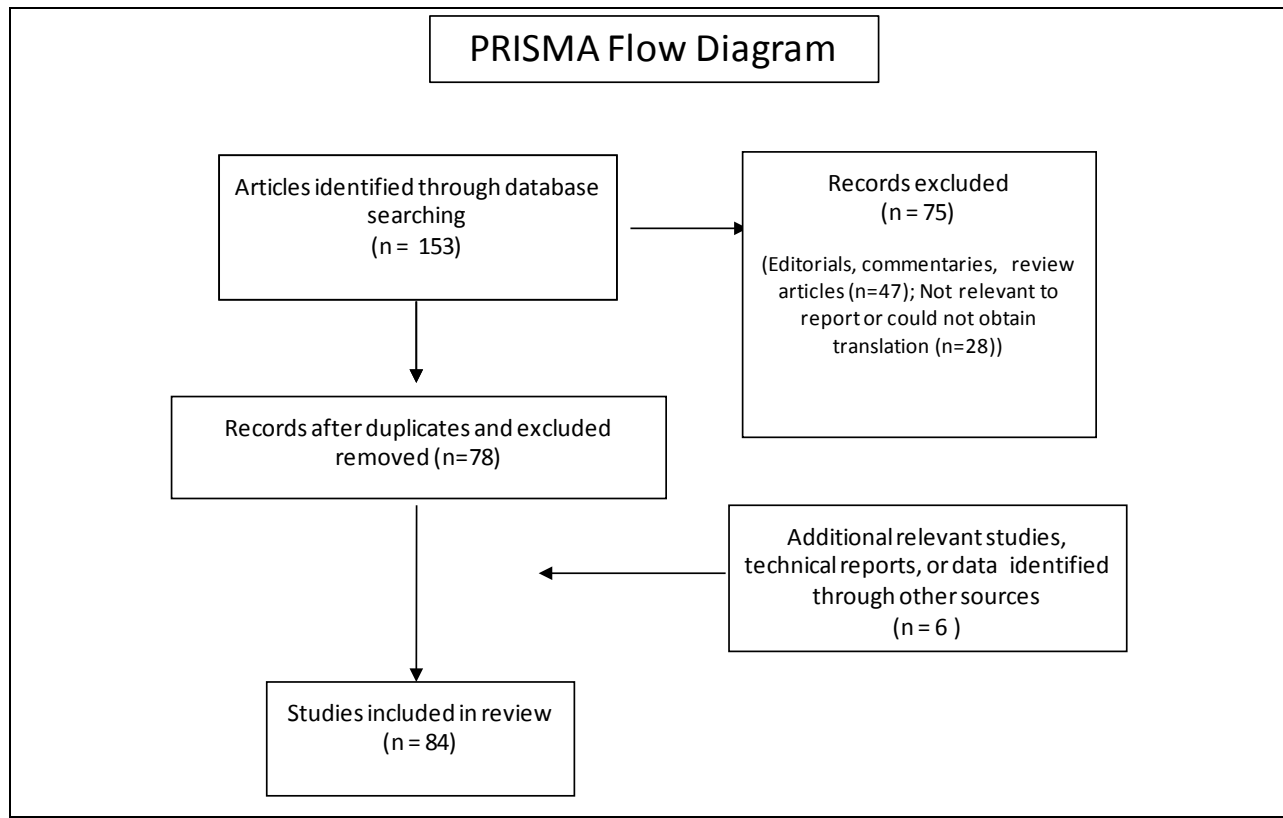 PRISMA Flow Diagram
Articles identified through database
searching
(n = 153)
Records excluded
(n = 75)
(Editorials, commentaries, review
articles (n=47); Not relevant to
report or could not obtain
translation (n=28))
Records after duplicates and excluded
removed (n=78)
Additional relevant studies,
technical reports, or data identified
through other sources
(n = 6 )
Studies included in review
(n = 84)